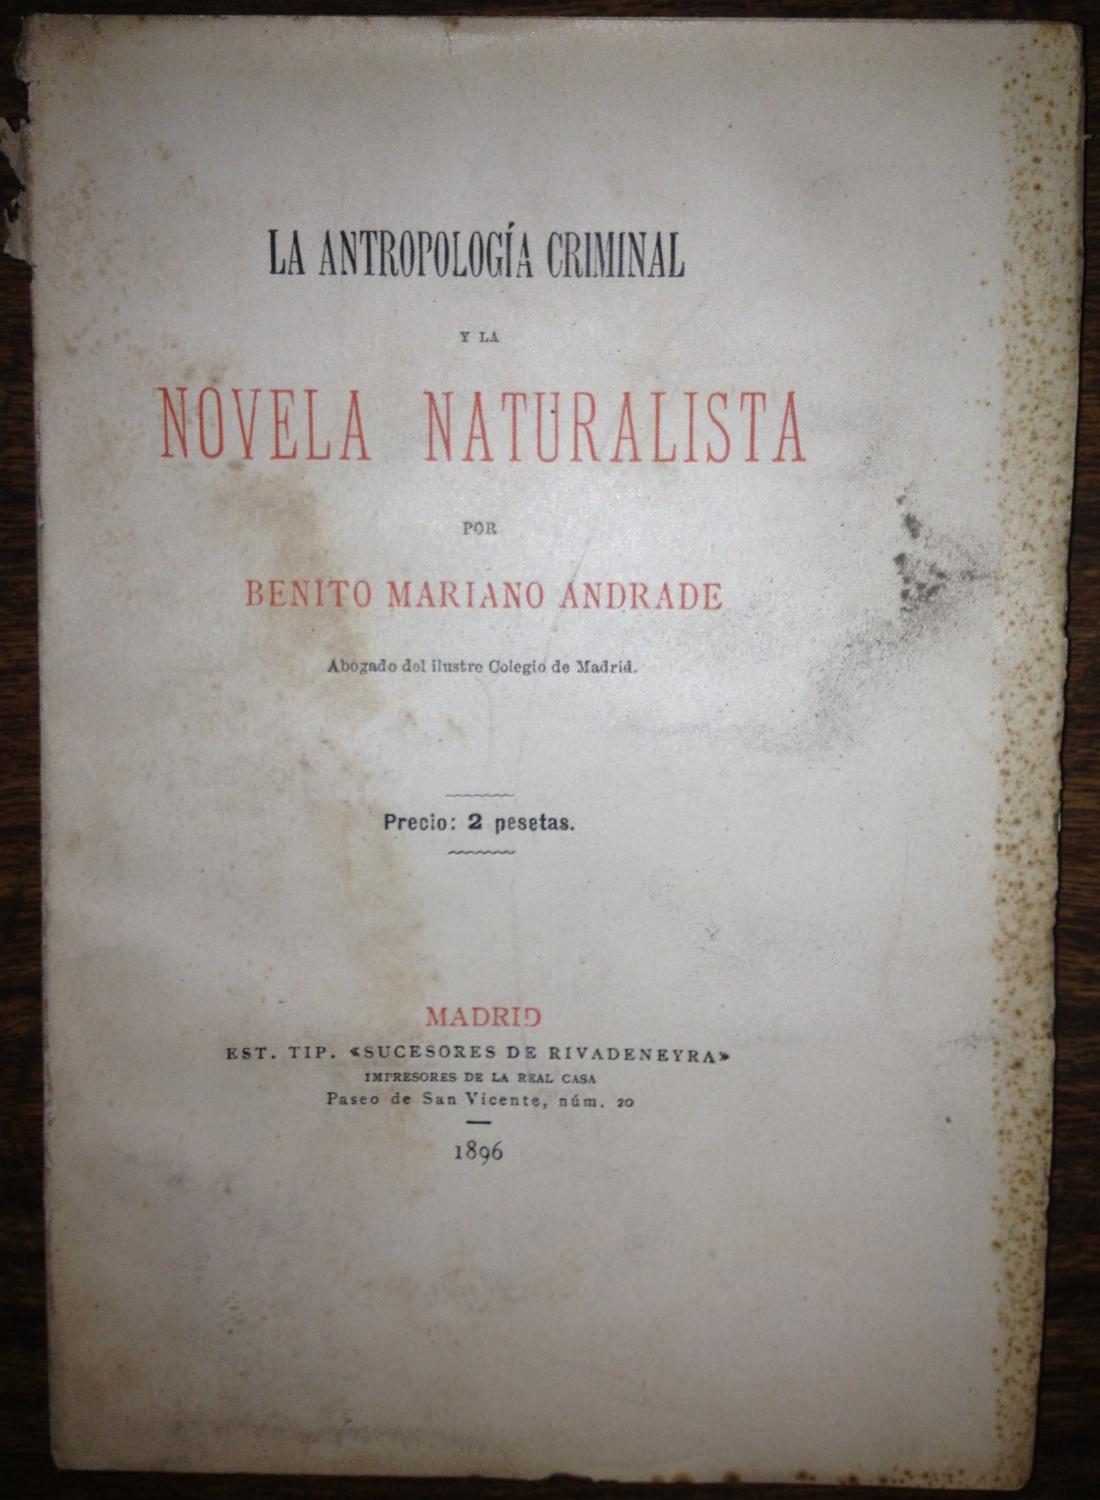 LA ANTROPOLOGÍA CRIMINAL
Y LA
NOVELA NATURALISTA
POR
BENITO MARIANO ANDRADE
Abogado del ilustre Colegio de Madrid.
Precio: 2 pesetas.
MADRID
EST. TIP. «SUCESORES DE RIVADENEYRA»
IMPRESORES DE LA REAL CASA
Paseo de San Vicente, núm. 20
1896